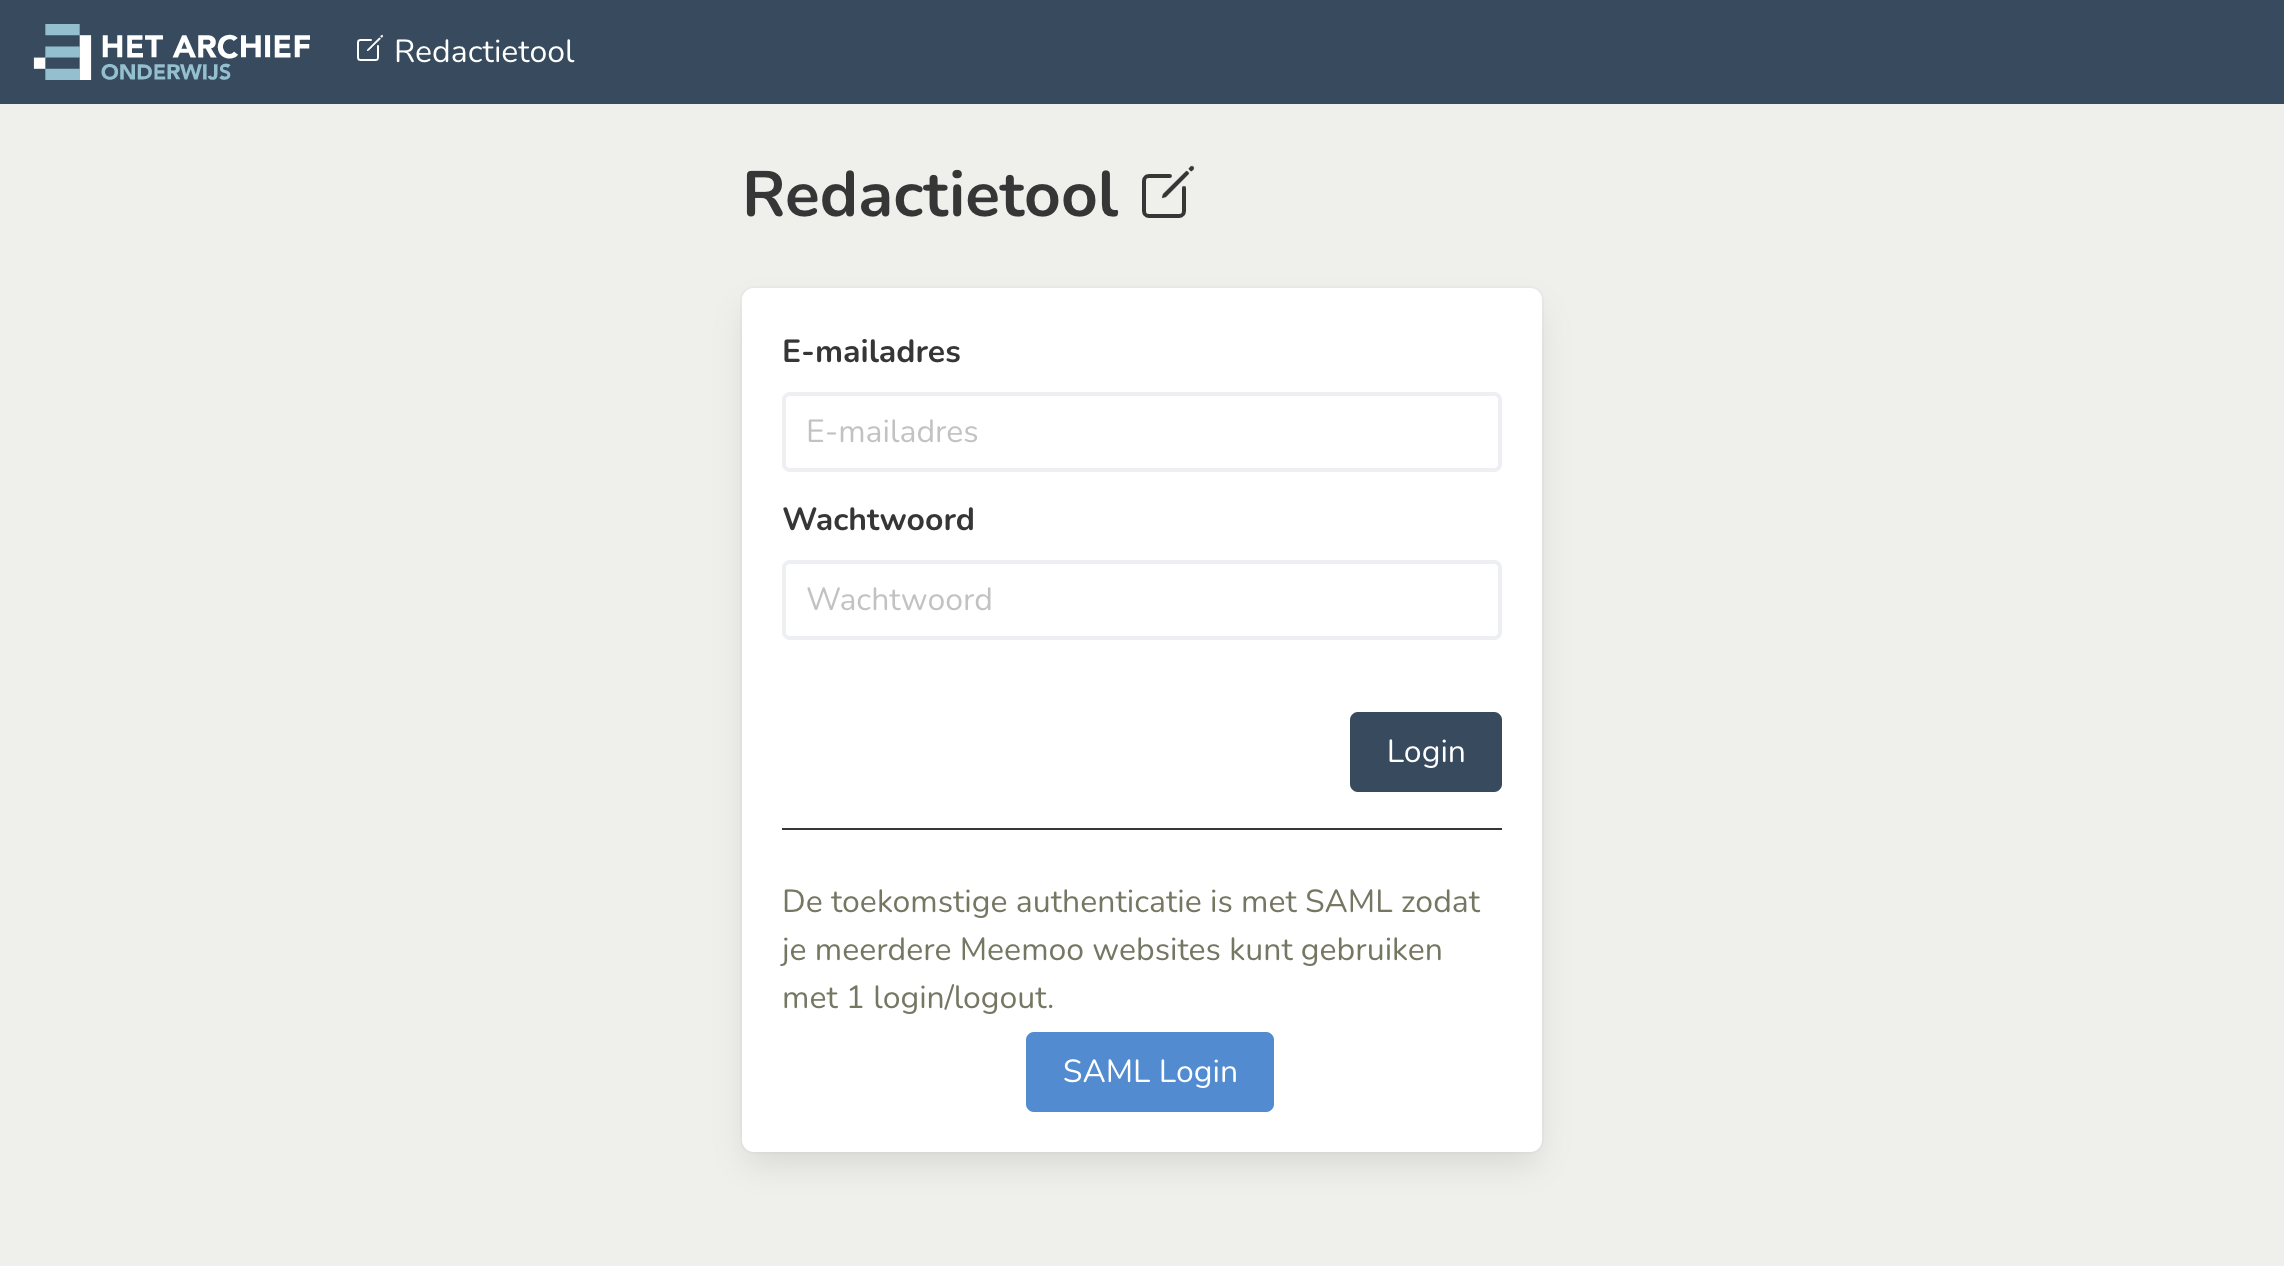 HET ARCHIEF
ONDERWIJS
Redactietool
Redactietool
E-mailadres
E-mailadres
Wachtwoord
Wachtwoord
Login
De toekomstige authenticatie is met SAML zodat
je meerdere Meemoo websites kunt gebruiken
met 1 login/logout.
SAML Login